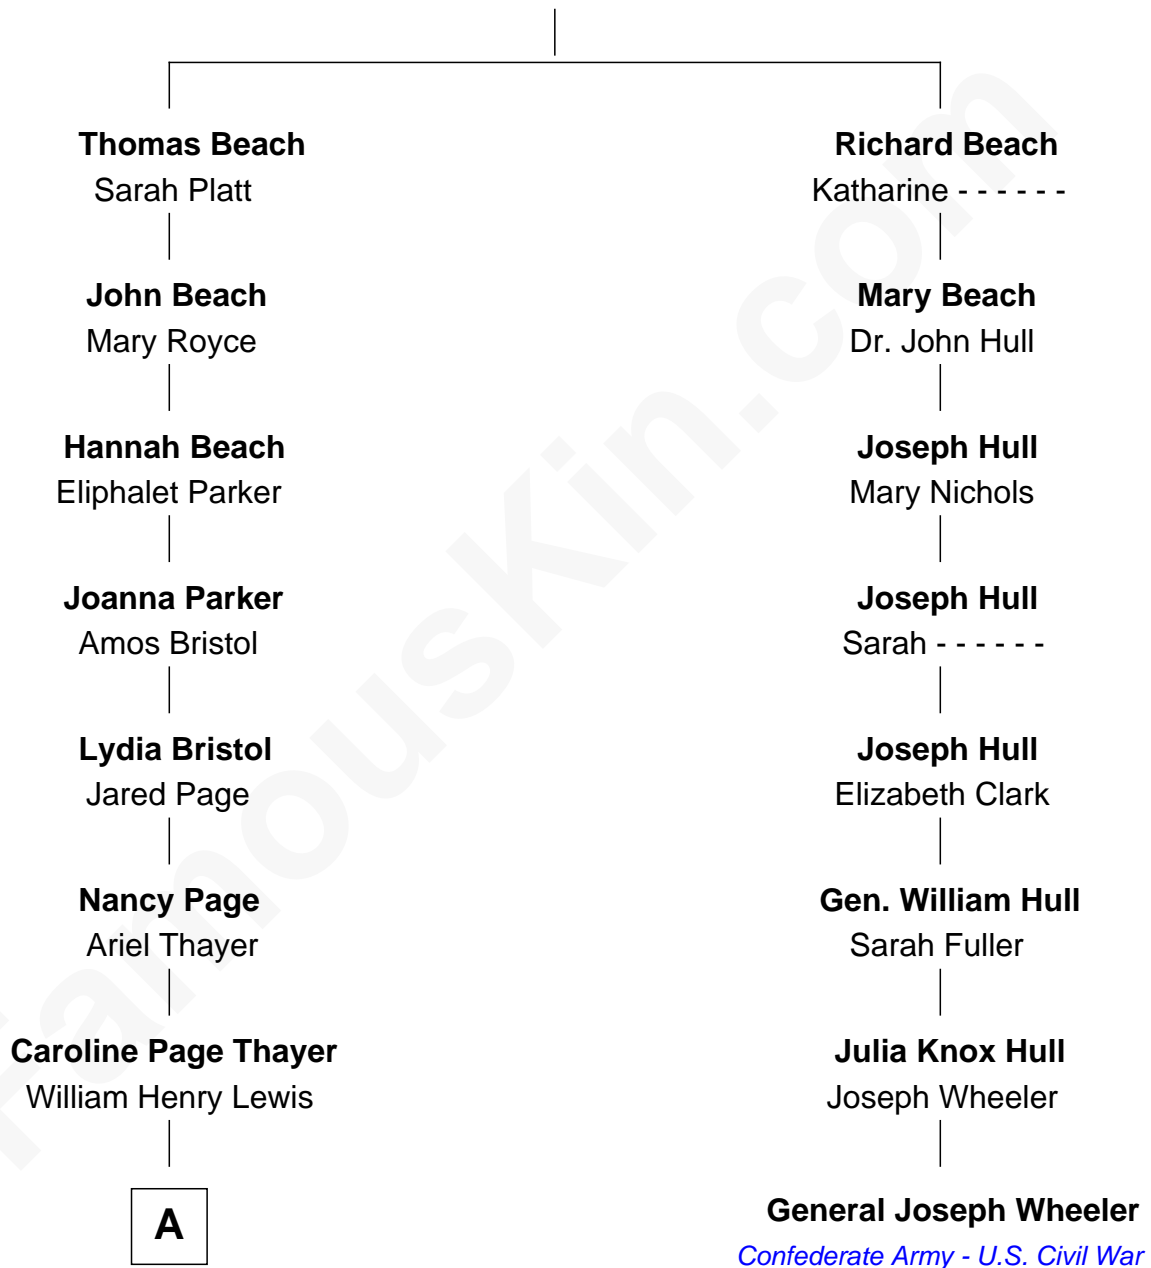 Thomas Beach
Sarah Platt
John Beach
Mary Royce
Hannah Beach
Eliphalet Parker
Joanna Parker
Amos Bristol
Lydia Bristol
Jared Page
Nancy Page
Ariel Thayer
Caroline Page Thayer
William Henry Lewis
A
Richard Beach
Katharine - - - - - -
Mary Beach
Dr. John Hull
Joseph Hull
Mary Nichols
Joseph Hull
Sarah - - - - - -
Joseph Hull
Elizabeth Clark
Gen. William Hull
Sarah Fuller
Julia Knox Hull
Joseph Wheeler
General Joseph Wheeler
Confederate Army - U.S. Civil War
FamousKin.com